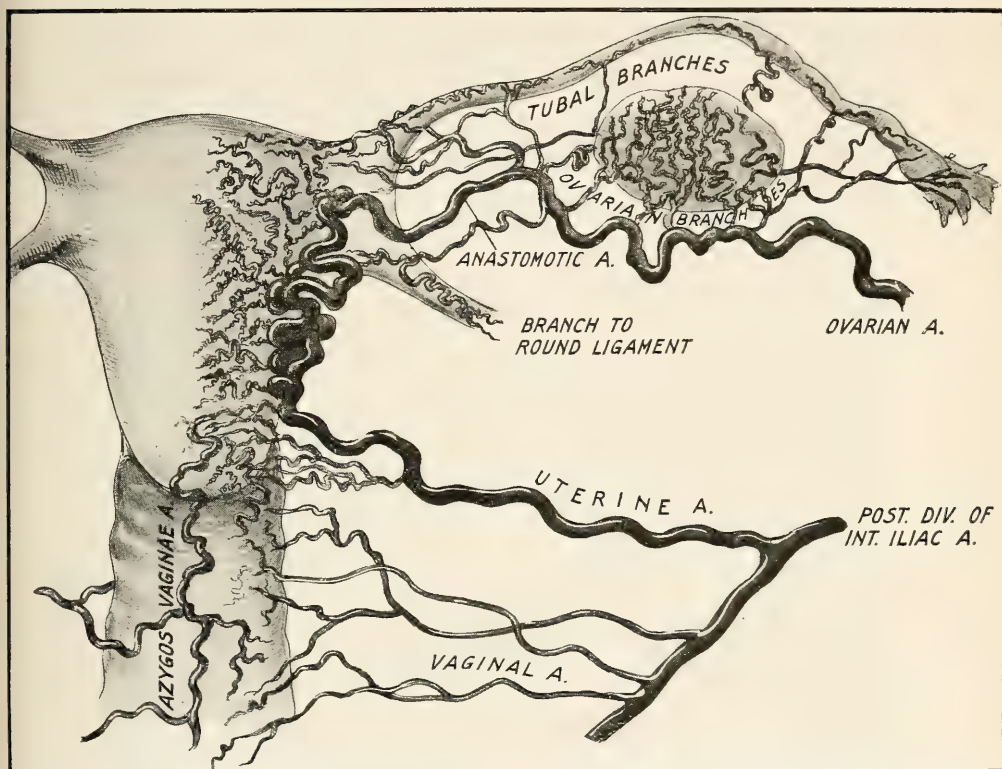 TUBAL BRANCHES
OVARIAN BRANCHES
ANASTOMOTIC A.
OVARIAN A.
BRANCH TO
ROUND LIGAMENT
UTERINE A.
POST. DIV. OF
INT. ILIAC A.
AZYGOS VAGINAE A.
VAGINAL A.